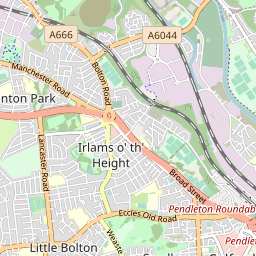 A666
A6044
Manchester Road
Bolton Road
nton Park
Lancaster Road
Irlams o' th'
Height
Broad Street
Pendleton Roundab
Eccles Old Road
Little Bolton
Weaste